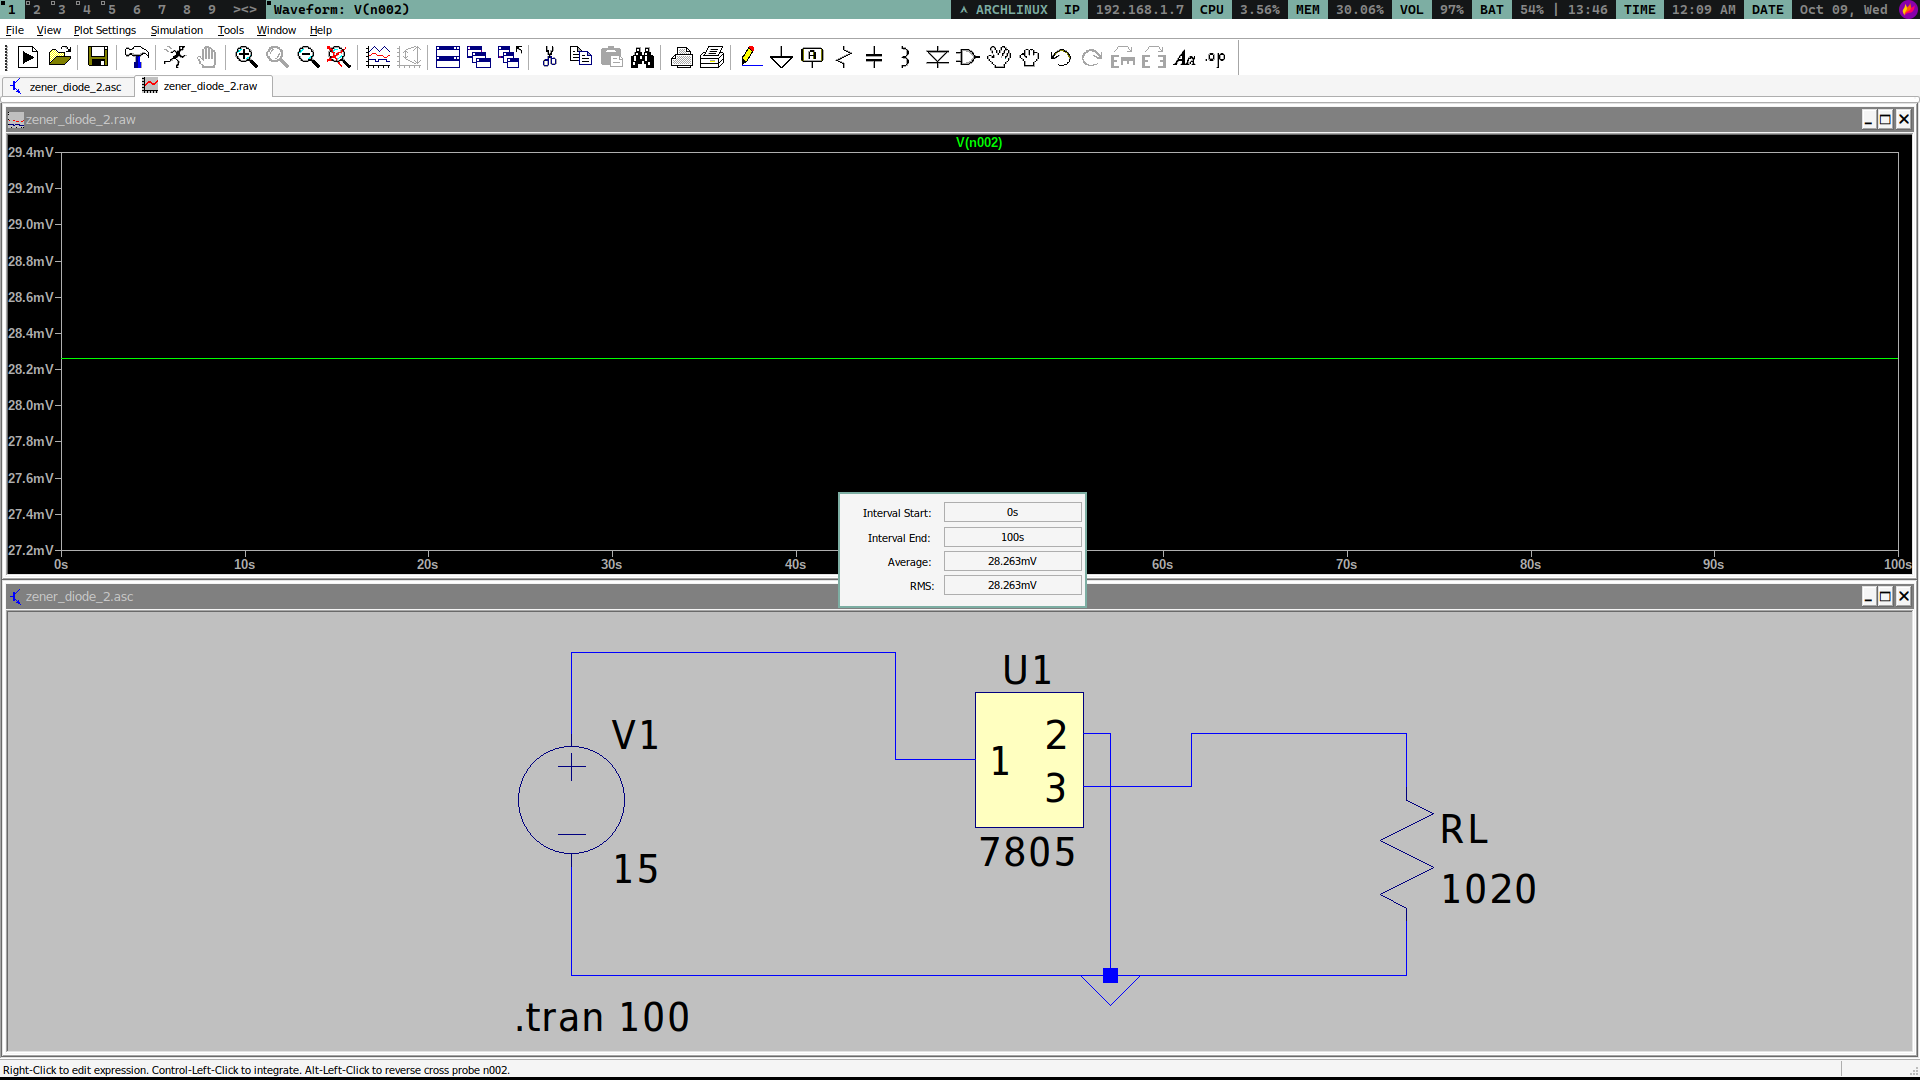 1 2 3 4 5 6 7 8 9 ><> Waveform: V(n002) ARCHLINUX IP 192.168.1.7 CPU 3.56% MEM 30.06% VOL 97% BAT 54% | 13:46 TIME 12:09 AM DATE Oct 09, Wed
File View Plot Settings Simulation Tools Window Help
A Aa .op
zener_diode_2.asc zener_diode_2.raw
zener_diode_2.raw
V(n002)
29.4mV
29.2mV
29.0mV
28.8mV
28.6mV
28.4mV
28.2mV
28.0mV
27.8mV
27.6mV
27.4mV
27.2mV
0s 10s 20s 30s 40s 60s 70s 80s 90s 100s
Interval Start: 0s
Interval End: 100s
Average: 28.263mV
RMS: 28.263mV
zener_diode_2.asc
U1
V1
2
1
3
7805
15
RL
1020
.tran 100
Right-Click to edit expression. Control-Left-Click to integrate. Alt-Left-Click to reverse cross probe n002.